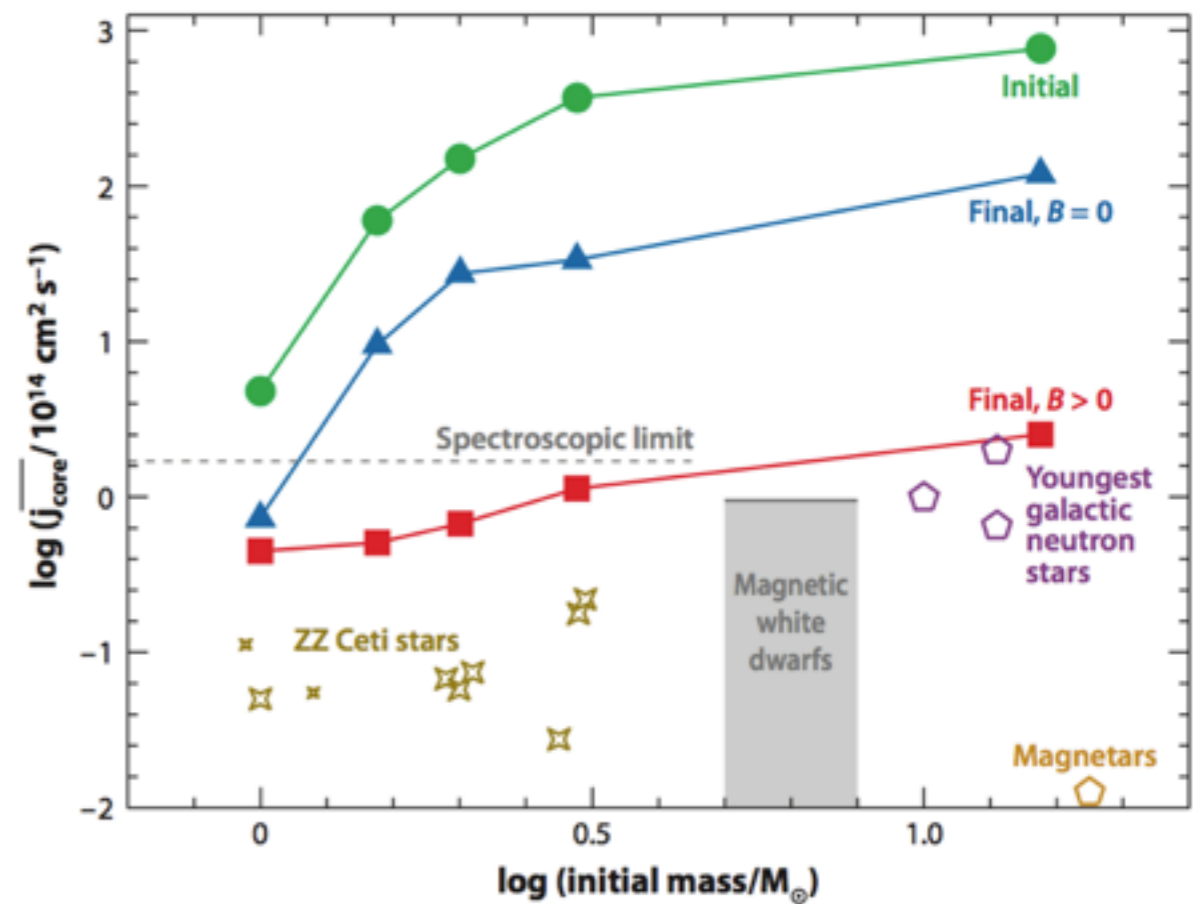 3
Initial
2
Final, B = 0
log (j̅core/10¹⁴ cm² s⁻¹)
1
Final, B > 0
Spectroscopic limit
0
Youngest
galactic
neutron
stars
Magnetic
white
dwarfs
ZZ Ceti stars
−1
Magnetars
−2
0
0.5
1.0
log (initial mass/M☉)